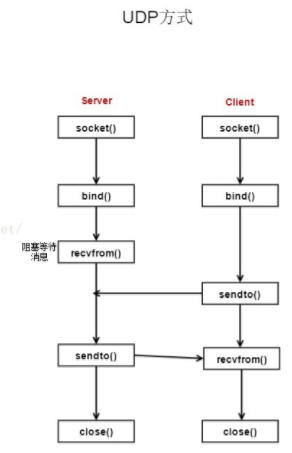 UDP方式
Server
Client
socket()
socket()
bind()
bind()
et/
阻塞等待
消息
recvfrom()
sendto()
sendto()
recvfrom()
close()
close()